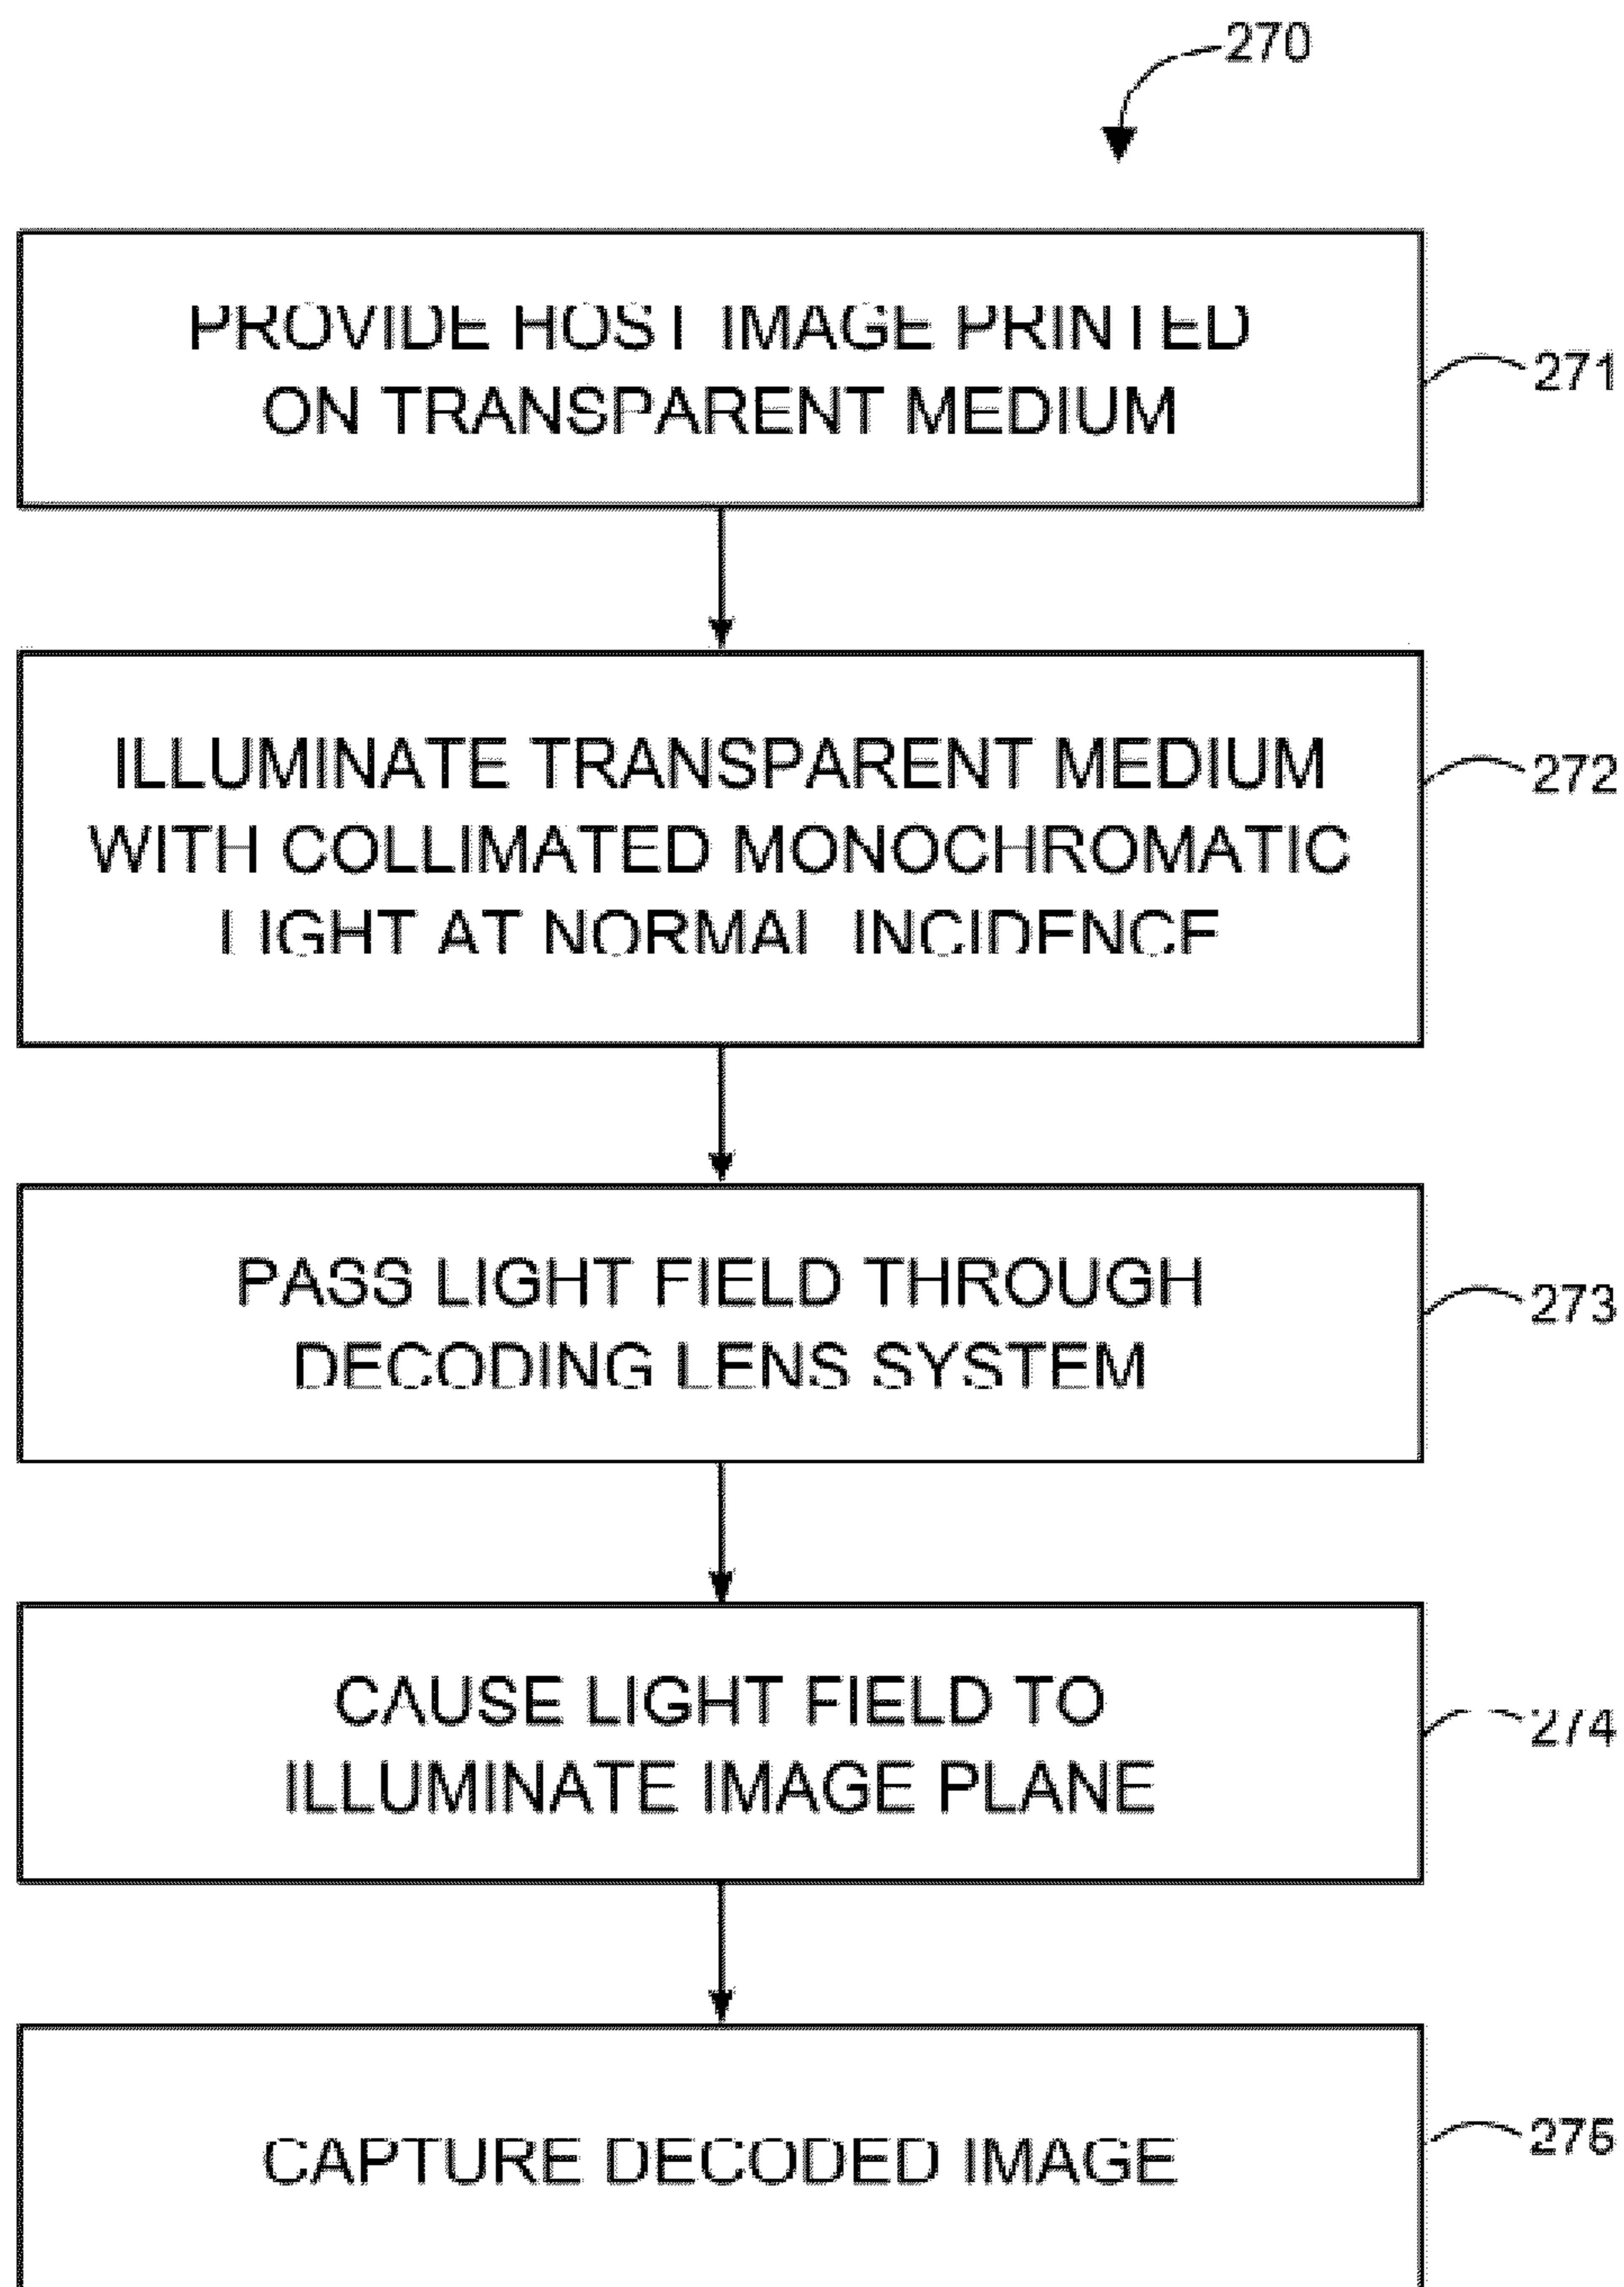 270
PROVIDE HOST IMAGE PRINTED
ON TRANSPARENT MEDIUM
271
ILLUMINATE TRANSPARENT MEDIUM
WITH COLLIMATED MONOCHROMATIC
LIGHT AT NORMAL INCIDENCE
272
PASS LIGHT FIELD THROUGH
DECODING LENS SYSTEM
273
CAUSE LIGHT FIELD TO
ILLUMINATE IMAGE PLANE
274
CAPTURE DECODED IMAGE
275